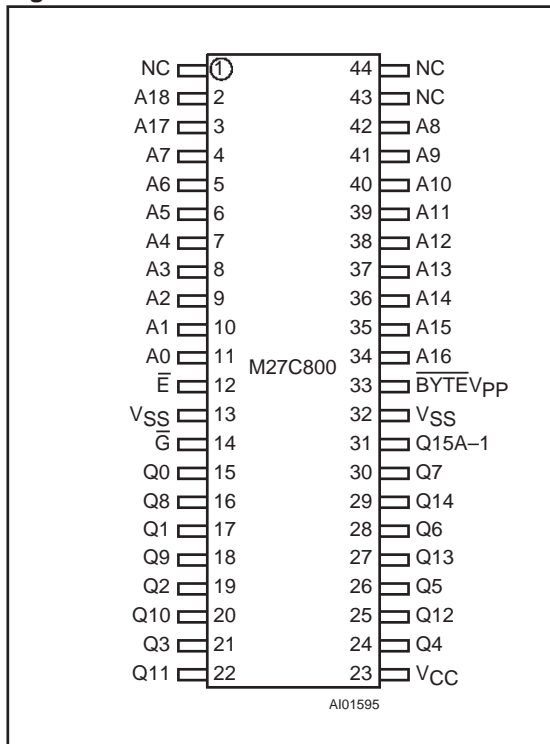 NC 1 44 NC
A18 2 43 NC
A17 3 42 A8
A7 4 41 A9
A6 5 40 A10
A5 6 39 A11
A4 7 38 A12
A3 8 37 A13
A2 9 36 A14
A1 10 35 A15
A0 11 34 A16
M27C800
E̅ 12 33 B̅Y̅T̅E̅VPP
VSS 13 32 VSS
G̅ 14 31 Q15A–1
Q0 15 30 Q7
Q8 16 29 Q14
Q1 17 28 Q6
Q9 18 27 Q13
Q2 19 26 Q5
Q10 20 25 Q12
Q3 21 24 Q4
Q11 22 23 VCC
AI01595